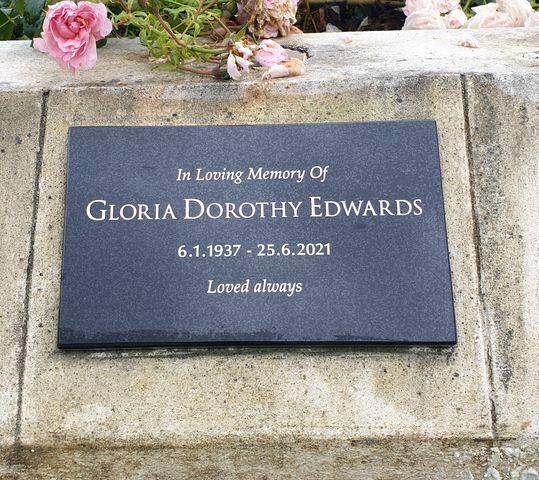 In Loving Memory Of
GLORIA DOROTHY EDWARDS
6.1.1937 - 25.6.2021
Loved always